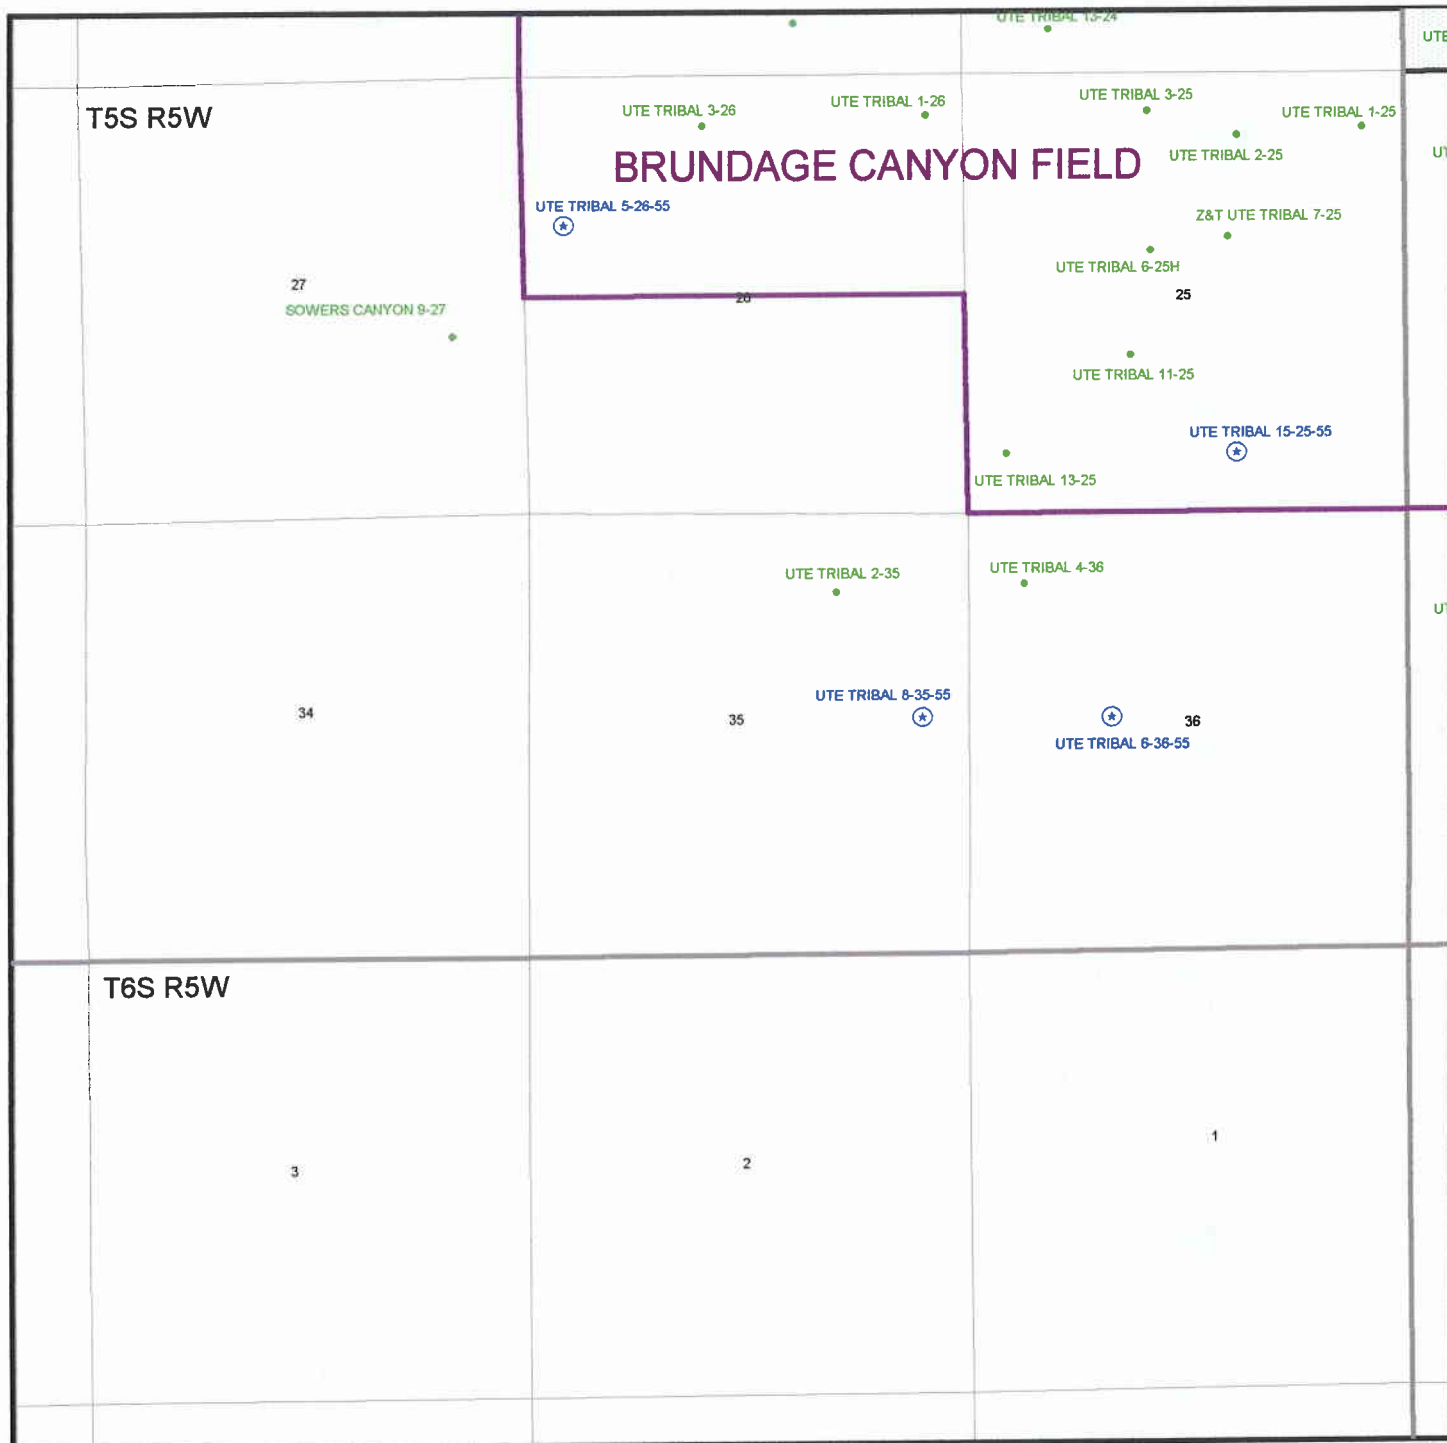 UTE TRIBAL 13-24
UTE
T5S R5W
UTE TRIBAL 3-26
UTE TRIBAL 1-26
UTE TRIBAL 3-25
UTE TRIBAL 1-25
UTE TRIBAL 2-25
UT
BRUNDAGE CANYON FIELD
UTE TRIBAL 5-26-55
Z&T UTE TRIBAL 7-25
UTE TRIBAL 6-25H
27
26
25
SOWERS CANYON 9-27
UTE TRIBAL 11-25
UTE TRIBAL 15-25-55
UTE TRIBAL 13-25
UTE TRIBAL 2-35
UTE TRIBAL 4-36
UT
UTE TRIBAL 8-35-55
34
35
36
UTE TRIBAL 6-36-55
T6S R5W
3
2
1